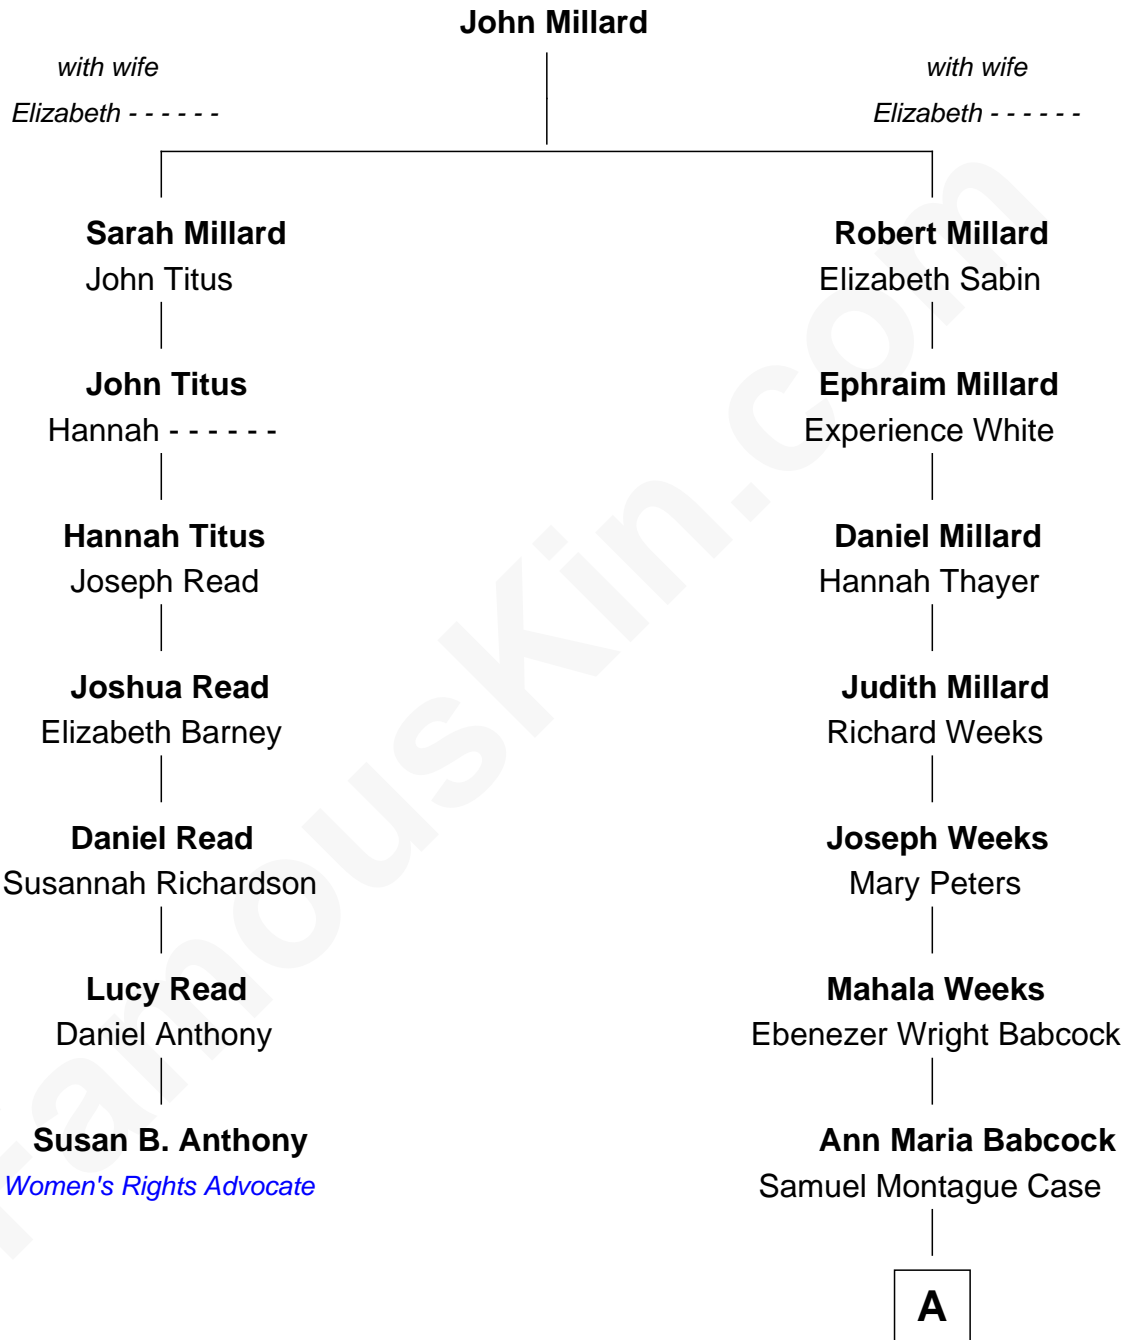 John Millard
with wife
Elizabeth - - - - - -
with wife
Elizabeth - - - - - -
Sarah Millard
John Titus
John Titus
Hannah - - - - - -
Hannah Titus
Joseph Read
Joshua Read
Elizabeth Barney
Daniel Read
Susannah Richardson
Lucy Read
Daniel Anthony
Susan B. Anthony
Women's Rights Advocate
Robert Millard
Elizabeth Sabin
Ephraim Millard
Experience White
Daniel Millard
Hannah Thayer
Judith Millard
Richard Weeks
Joseph Weeks
Mary Peters
Mahala Weeks
Ebenezer Wright Babcock
Ann Maria Babcock
Samuel Montague Case
A
FamousKin.com